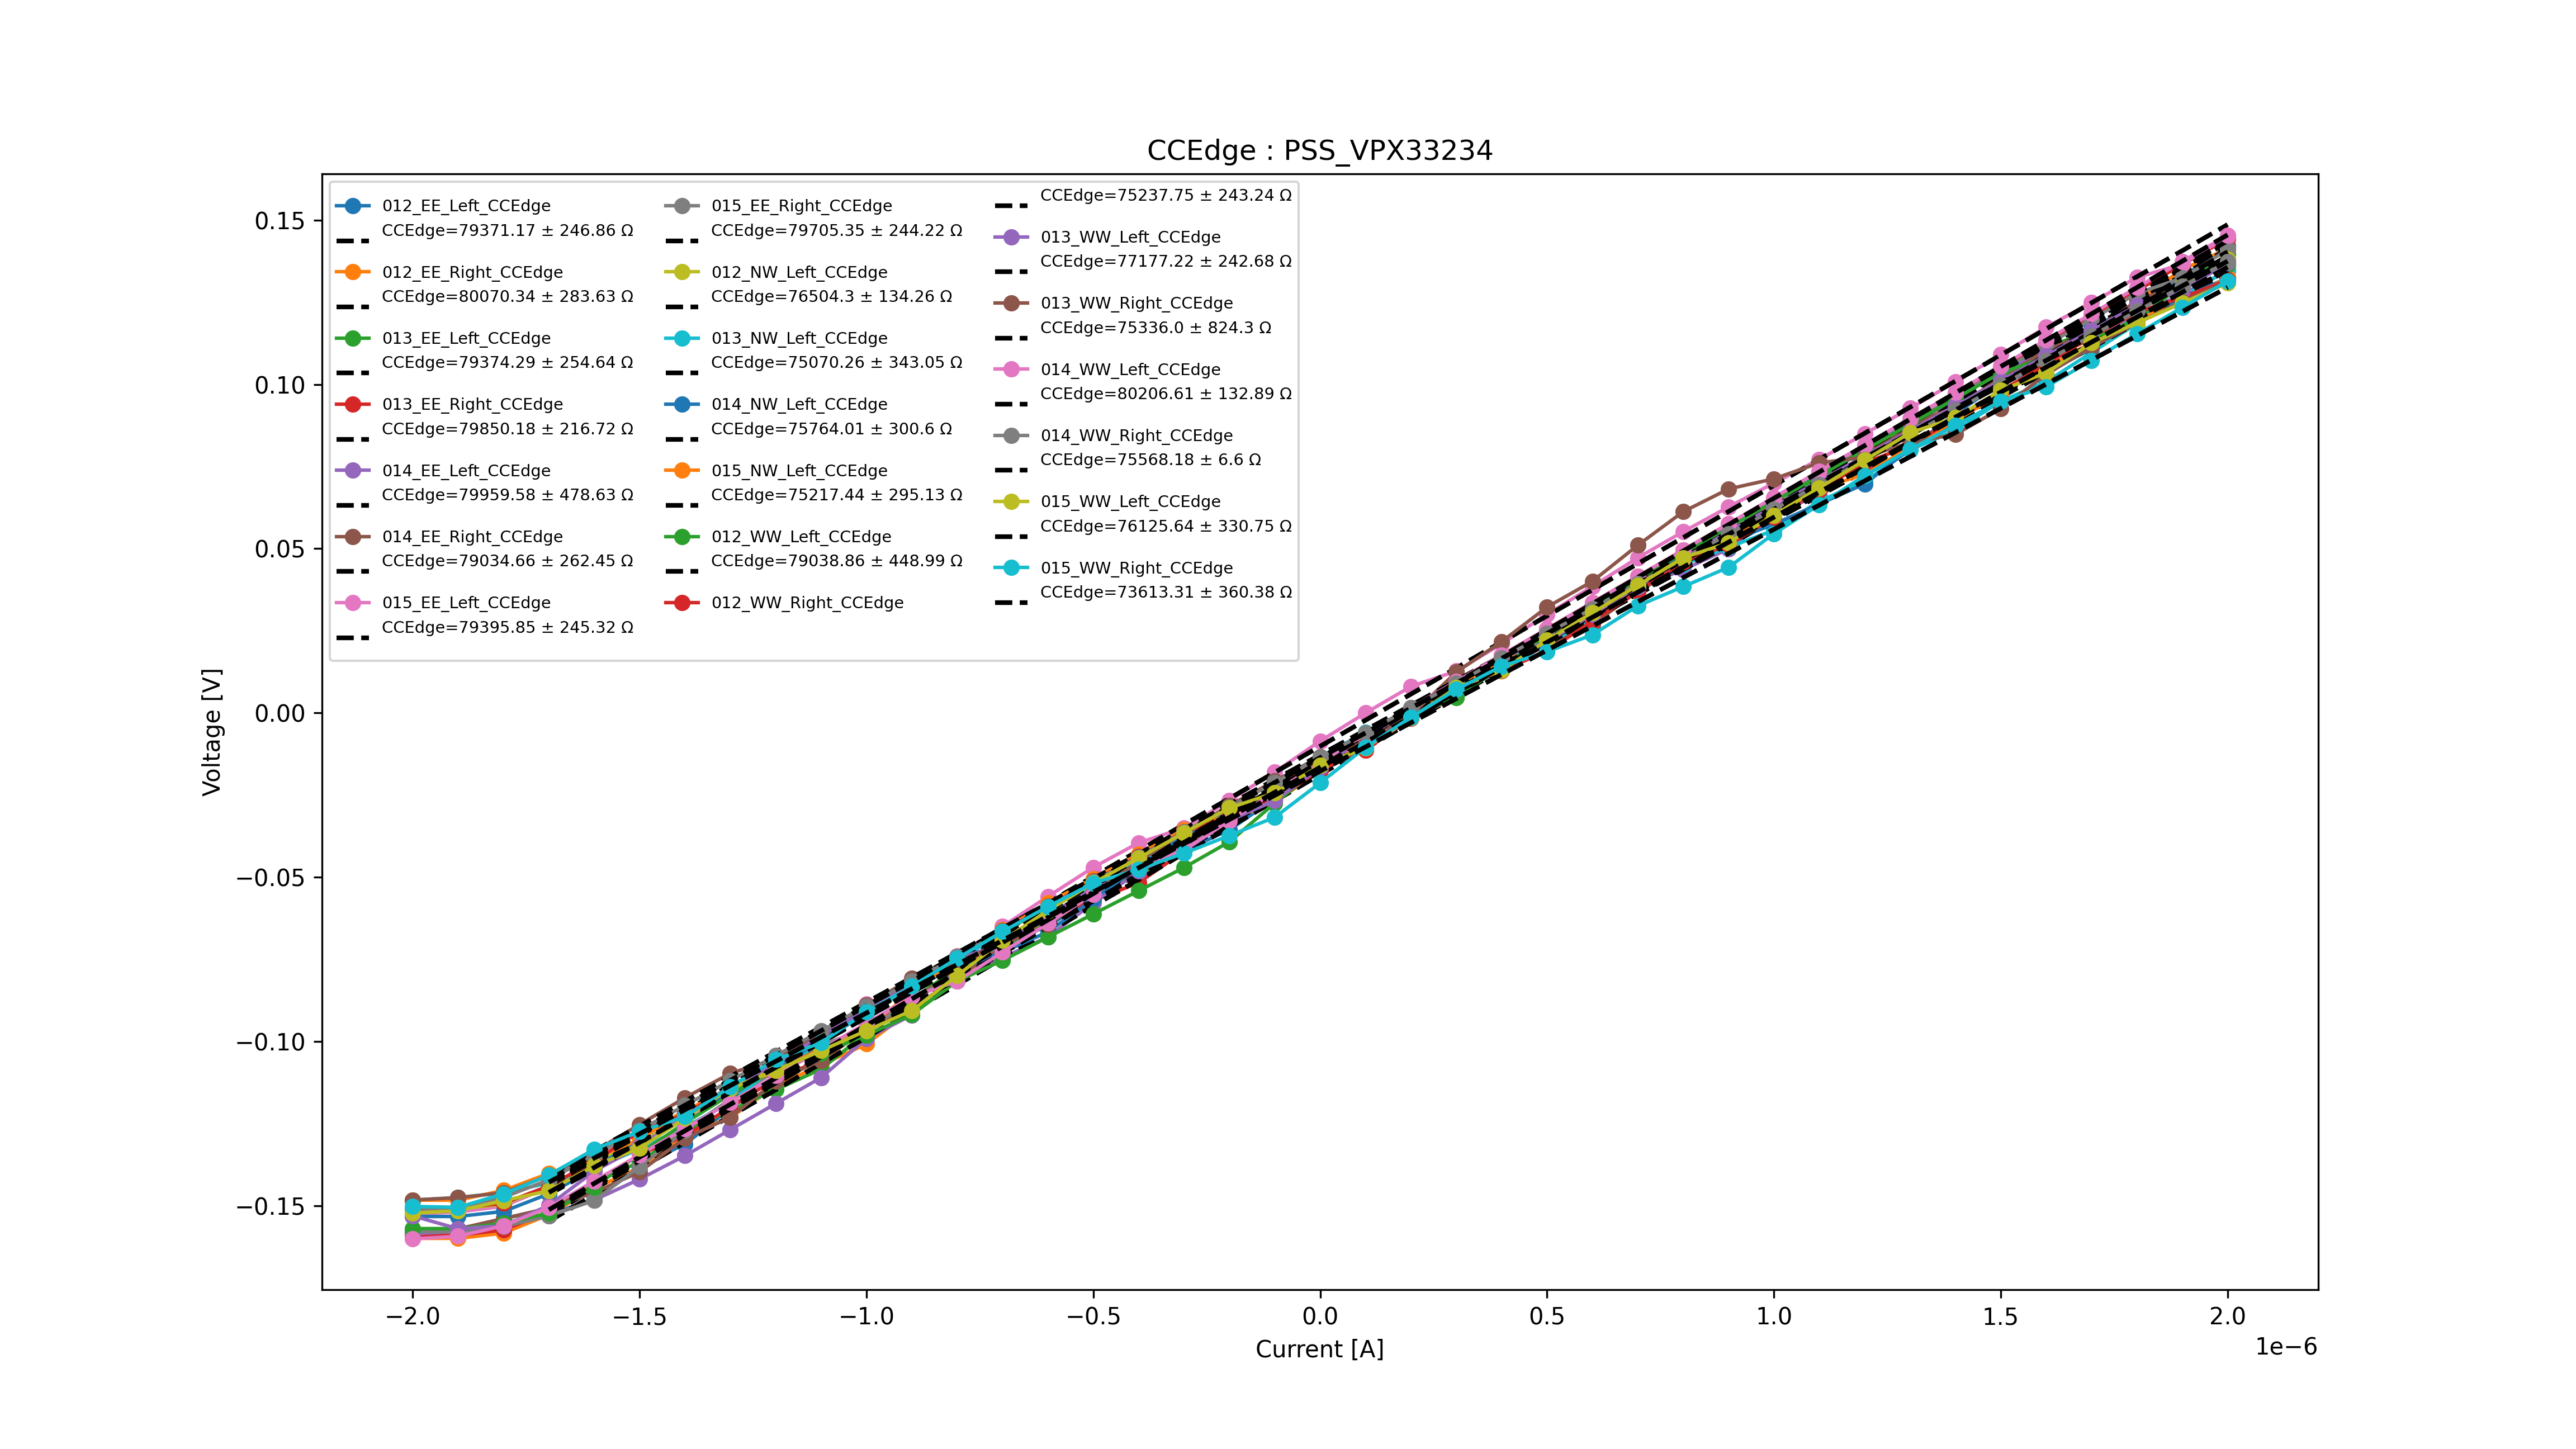 CCEdge : PSS_VPX33234
012_EE_Left_CCEdge
CCEdge=79371.17 ± 246.86 Ω
012_EE_Right_CCEdge
CCEdge=80070.34 ± 283.63 Ω
013_EE_Left_CCEdge
CCEdge=79374.29 ± 254.64 Ω
013_EE_Right_CCEdge
CCEdge=79850.18 ± 216.72 Ω
014_EE_Left_CCEdge
CCEdge=79959.58 ± 478.63 Ω
014_EE_Right_CCEdge
CCEdge=79034.66 ± 262.45 Ω
015_EE_Left_CCEdge
CCEdge=79395.85 ± 245.32 Ω
015_EE_Right_CCEdge
CCEdge=79705.35 ± 244.22 Ω
012_NW_Left_CCEdge
CCEdge=76504.3 ± 134.26 Ω
013_NW_Left_CCEdge
CCEdge=75070.26 ± 343.05 Ω
014_NW_Left_CCEdge
CCEdge=75764.01 ± 300.6 Ω
015_NW_Left_CCEdge
CCEdge=75217.44 ± 295.13 Ω
012_WW_Left_CCEdge
CCEdge=79038.86 ± 448.99 Ω
012_WW_Right_CCEdge
CCEdge=75237.75 ± 243.24 Ω
013_WW_Left_CCEdge
CCEdge=77177.22 ± 242.68 Ω
013_WW_Right_CCEdge
CCEdge=75336.0 ± 824.3 Ω
014_WW_Left_CCEdge
CCEdge=80206.61 ± 132.89 Ω
014_WW_Right_CCEdge
CCEdge=75568.18 ± 6.6 Ω
015_WW_Left_CCEdge
CCEdge=76125.64 ± 330.75 Ω
015_WW_Right_CCEdge
CCEdge=73613.31 ± 360.38 Ω
0.15
0.10
0.05
0.00
−0.05
−0.10
−0.15
Voltage [V]
−2.0 −1.5 −1.0 −0.5 0.0 0.5 1.0 1.5 2.0
1e−6
Current [A]